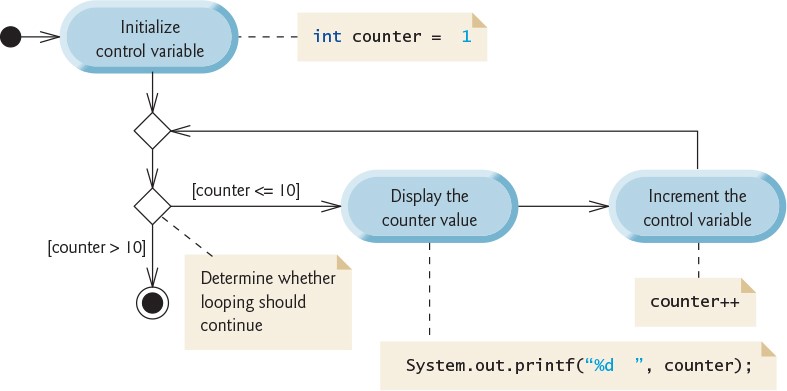 Initialize
control variable
int counter =  1
[counter <= 10]
Display the
counter value
Increment the
control variable
[counter > 10]
Determine whether
looping should
continue
counter++
System.out.printf(“%d  ”, counter);